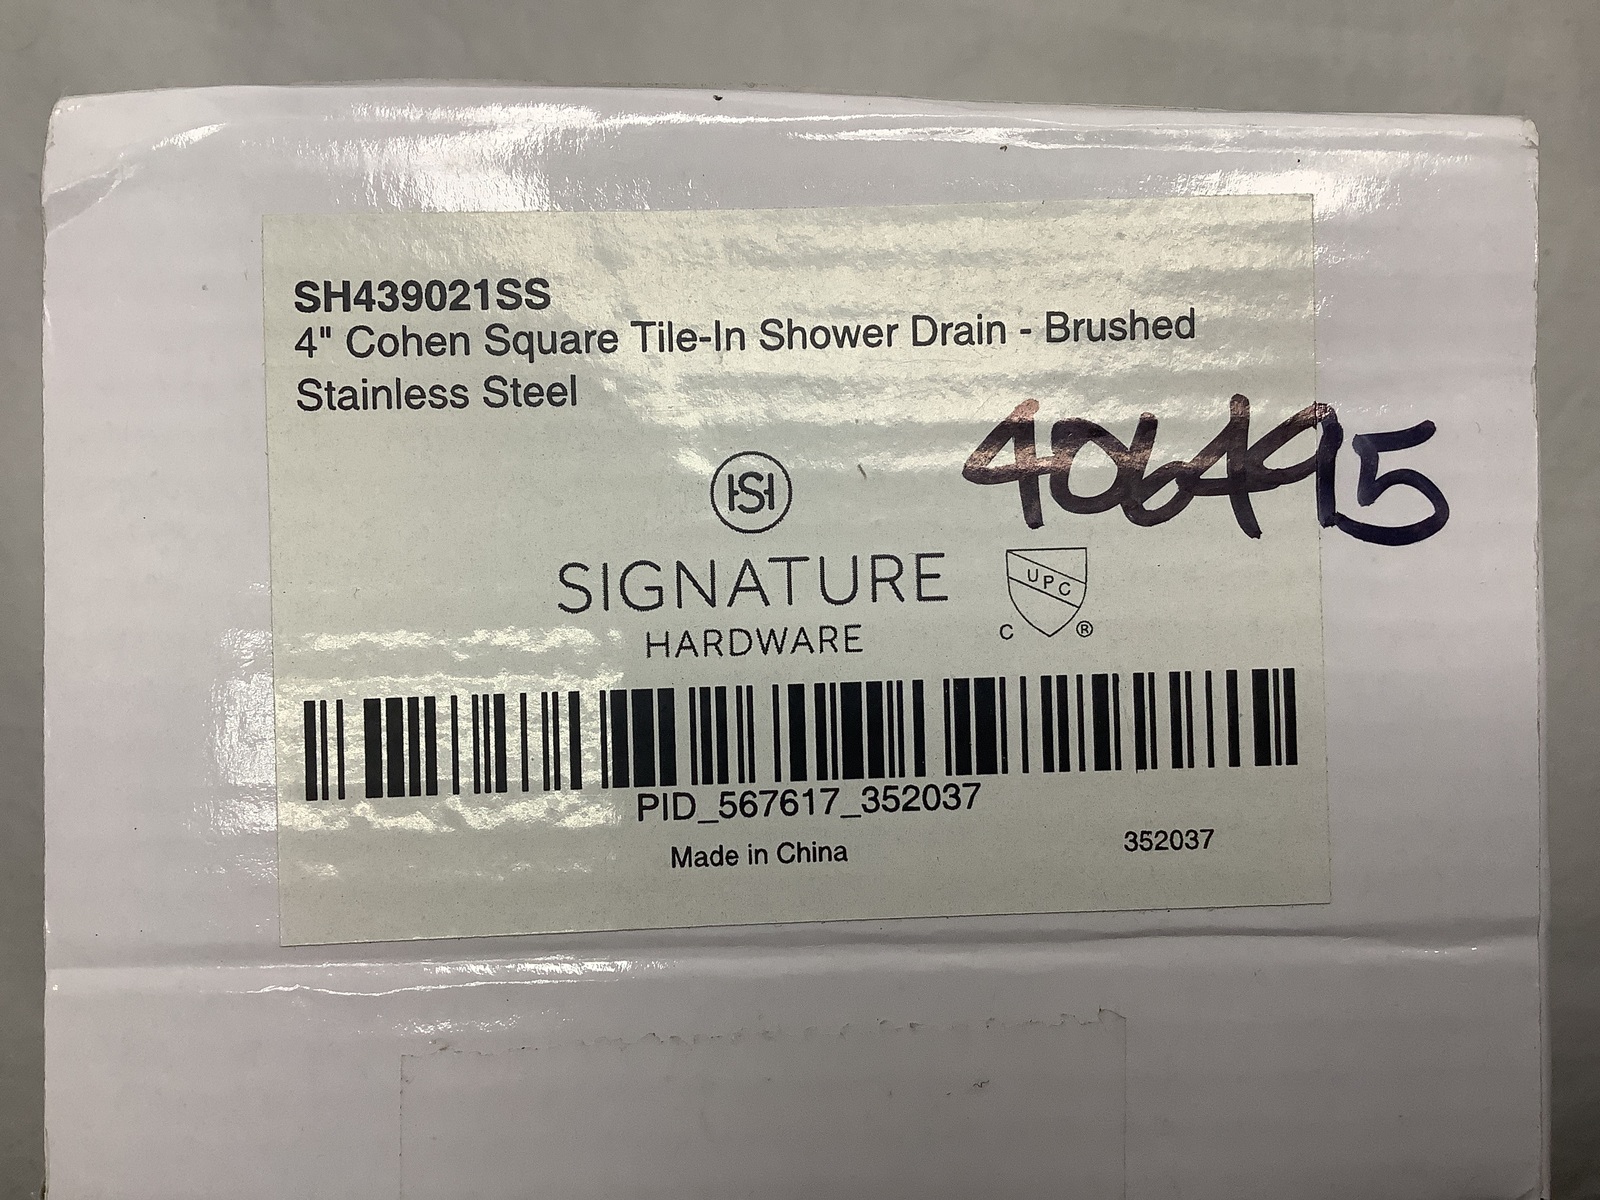 SH439021SS
4" Cohen Square Tile-In Shower Drain - Brushed
Stainless Steel
406495
HSH
SIGNATURE
HARDWARE
UPC
C ®
PID_567617_352037
Made in China
352037